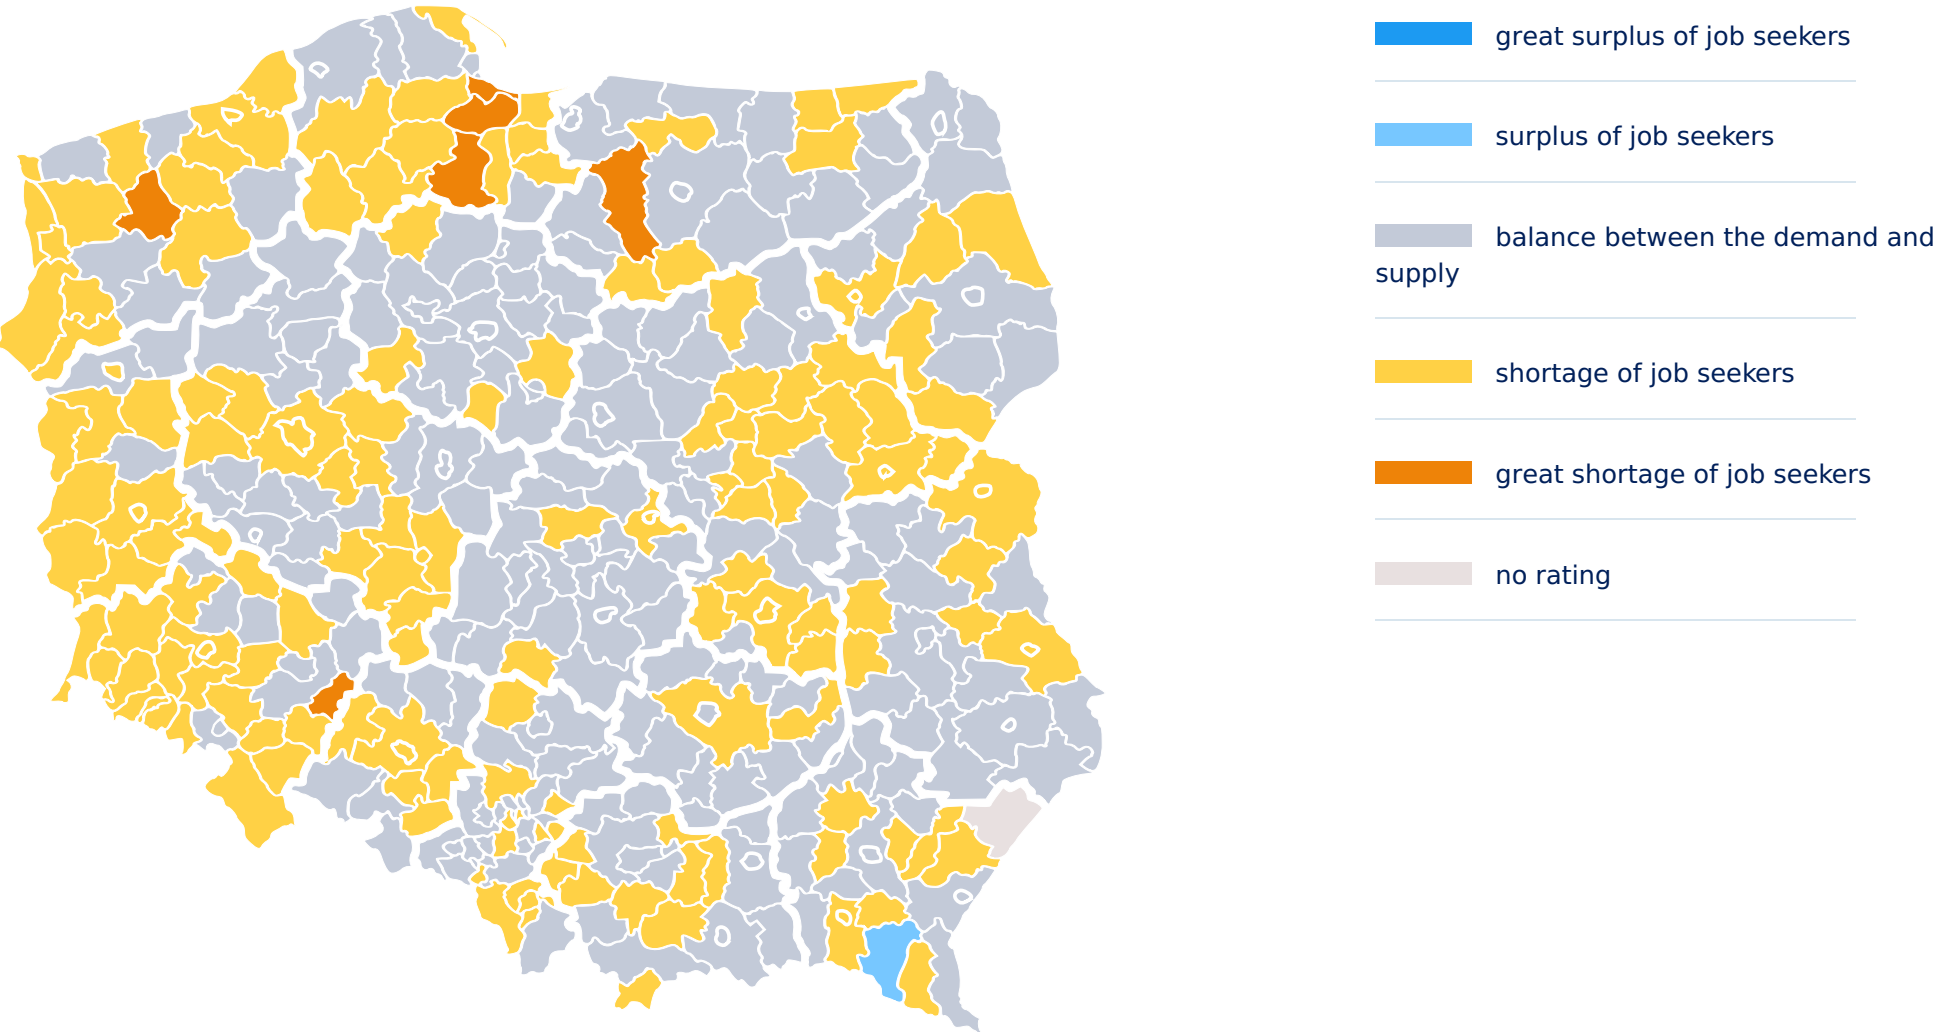 great surplus of job seekers
surplus of job seekers
balance between the demand and
supply
shortage of job seekers
great shortage of job seekers
no rating